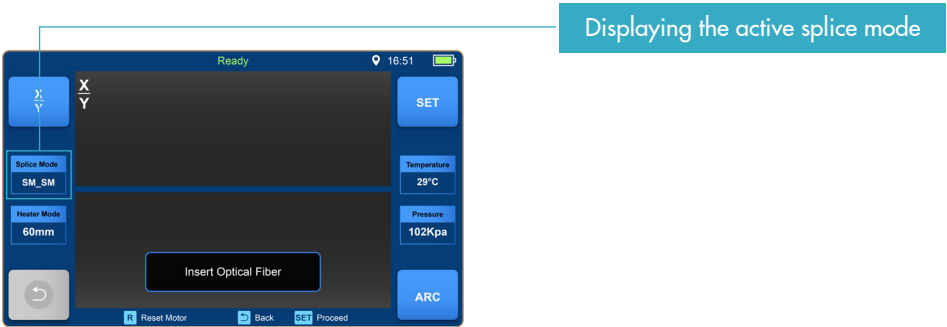 Displaying the active splice mode
Ready
16:51
X
Y
X
Y
SET
Splice Mode
SM_SM
Temperature
29°C
Heater Mode
60mm
Pressure
102Kpa
Insert Optical Fiber
ARC
R Reset Motor Back SET Proceed